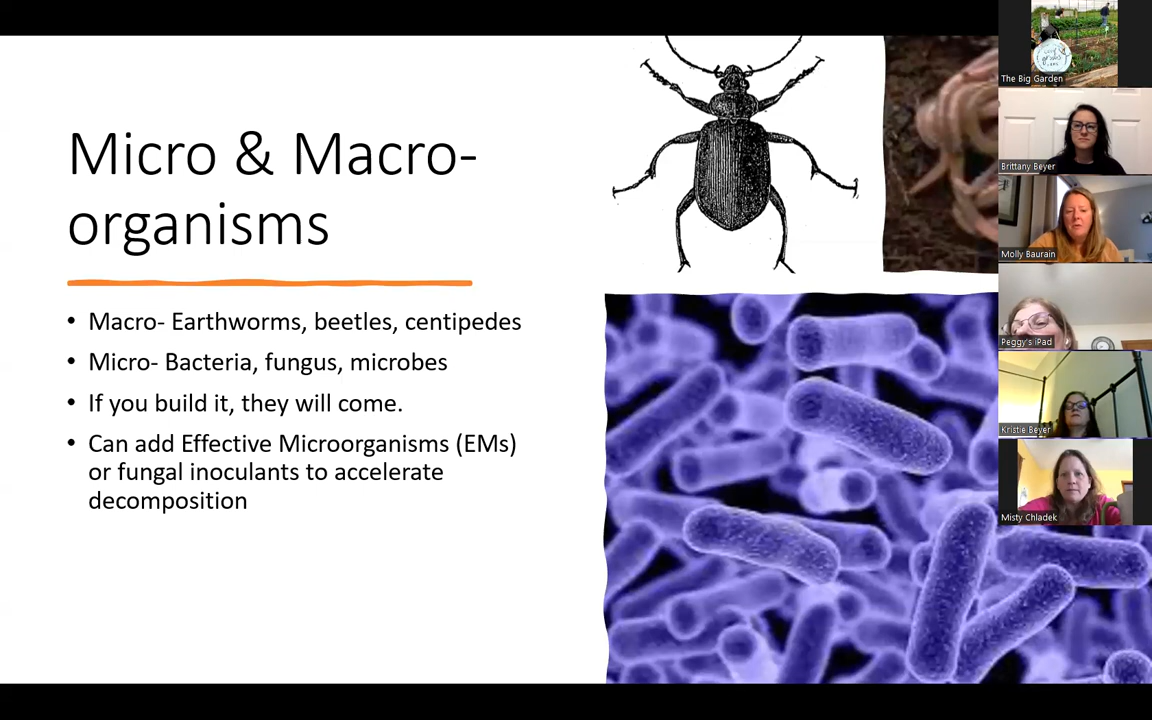 Micro & Macro-
organisms
• Macro- Earthworms, beetles, centipedes
• Micro- Bacteria, fungus, microbes
• If you build it, they will come.
• Can add Effective Microorganisms (EMs)
or fungal inoculants to accelerate
decomposition
The Big Garden
Brittany Beyer
Molly Baurain
Peggy's iPad
Kristie Beyer
Misty Chladek